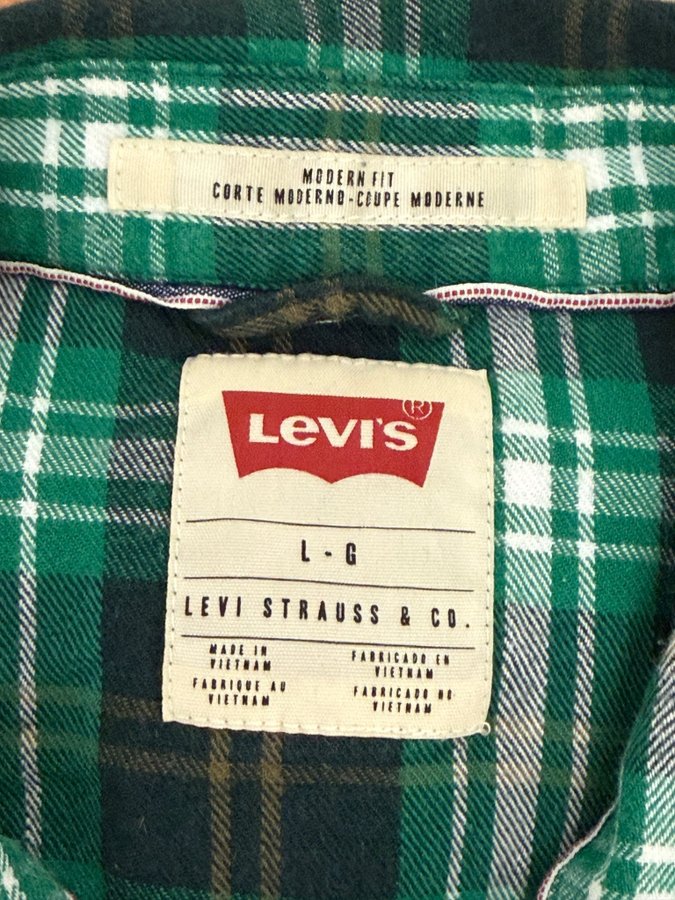 MODERN FIT
CORTE MODERNO-COUPE MODERNE
Levi's ®
L - G
LEVI STRAUSS & CO.
MADE IN
VIETNAM
FABRIQUE AU
VIETNAM
FABRICADO EN
VIETNAM
FABRICADO NO
VIETNAM